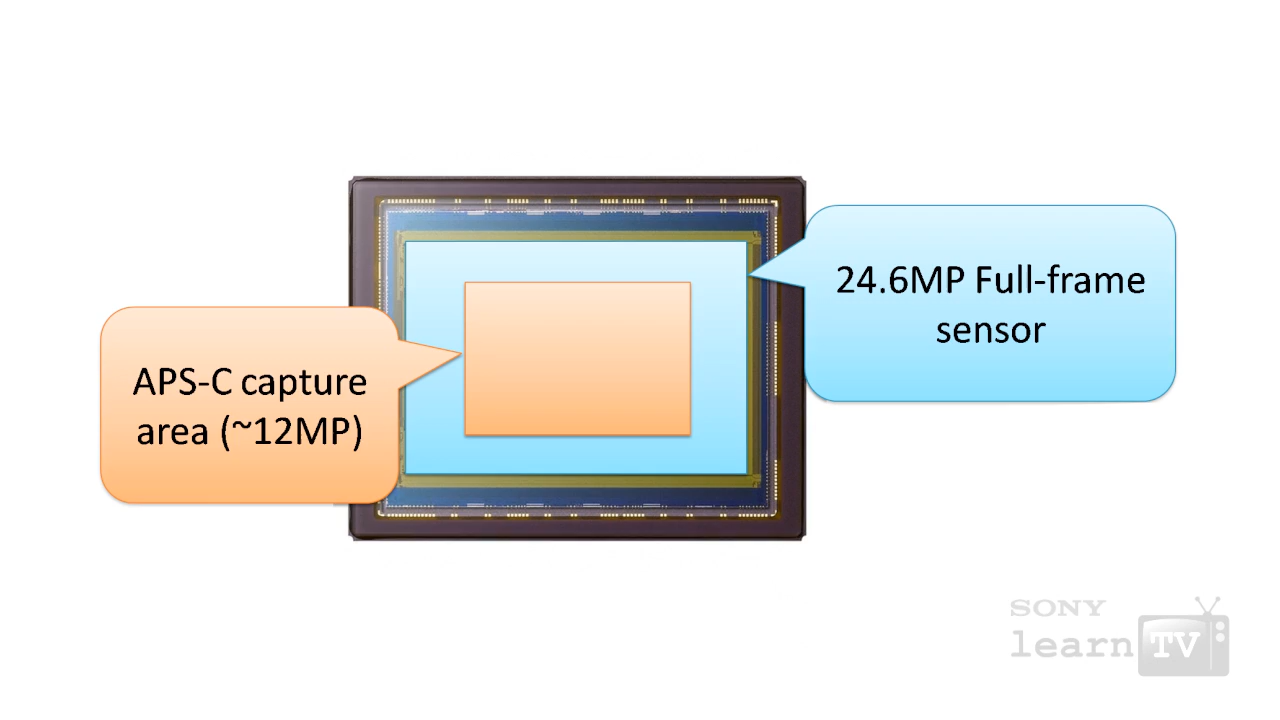 24.6MP Full-frame
sensor
APS-C capture
area (~12MP)
SONY
learn TV